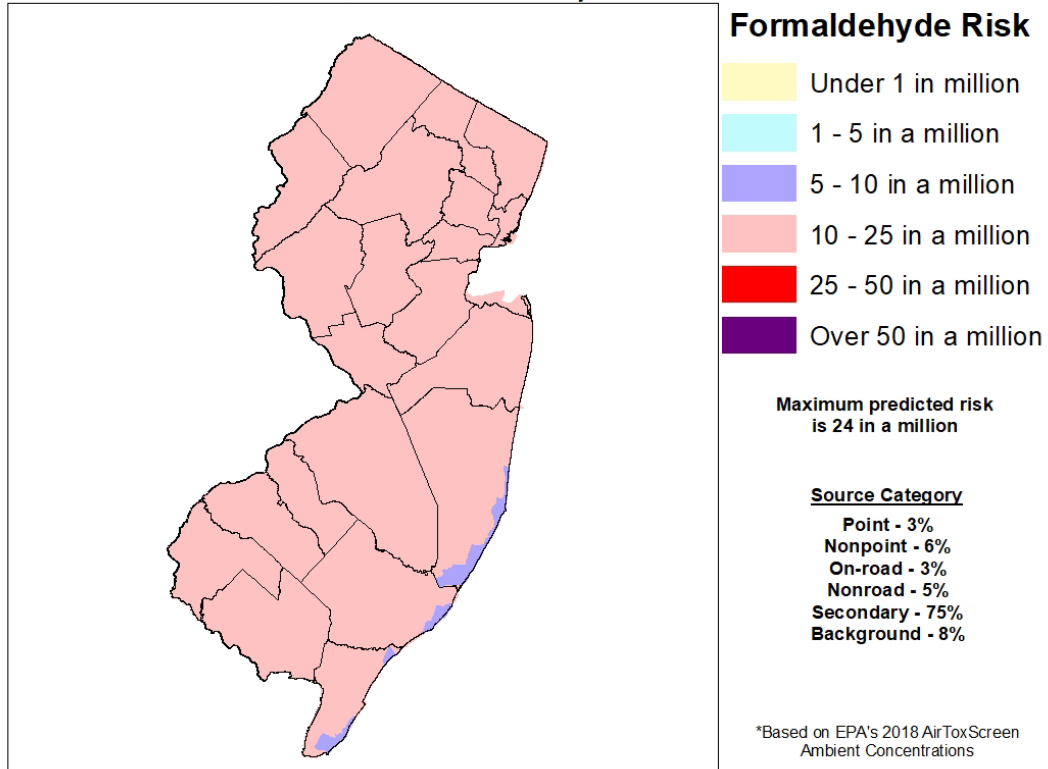 Formaldehyde Risk
Under 1 in million
1 - 5 in a million
5 - 10 in a million
10 - 25 in a million
25 - 50 in a million
Over 50 in a million
Maximum predicted risk
is 24 in a million
Source Category
Point - 3%
Nonpoint - 6%
On-road - 3%
Nonroad - 5%
Secondary - 75%
Background - 8%
*Based on EPA's 2018 AirToxScreen
Ambient Concentrations